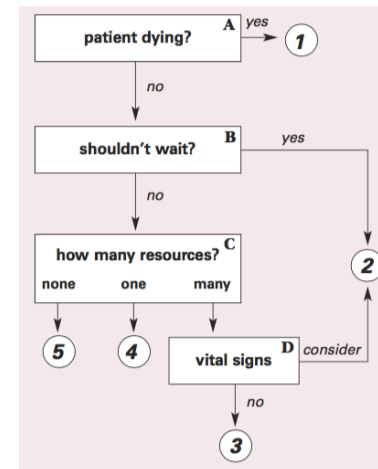 A yes
patient dying? 1
no
B
shouldn't wait? yes
no
2
C
how many resources?
none one many
5 4 D consider
vital signs
no
3